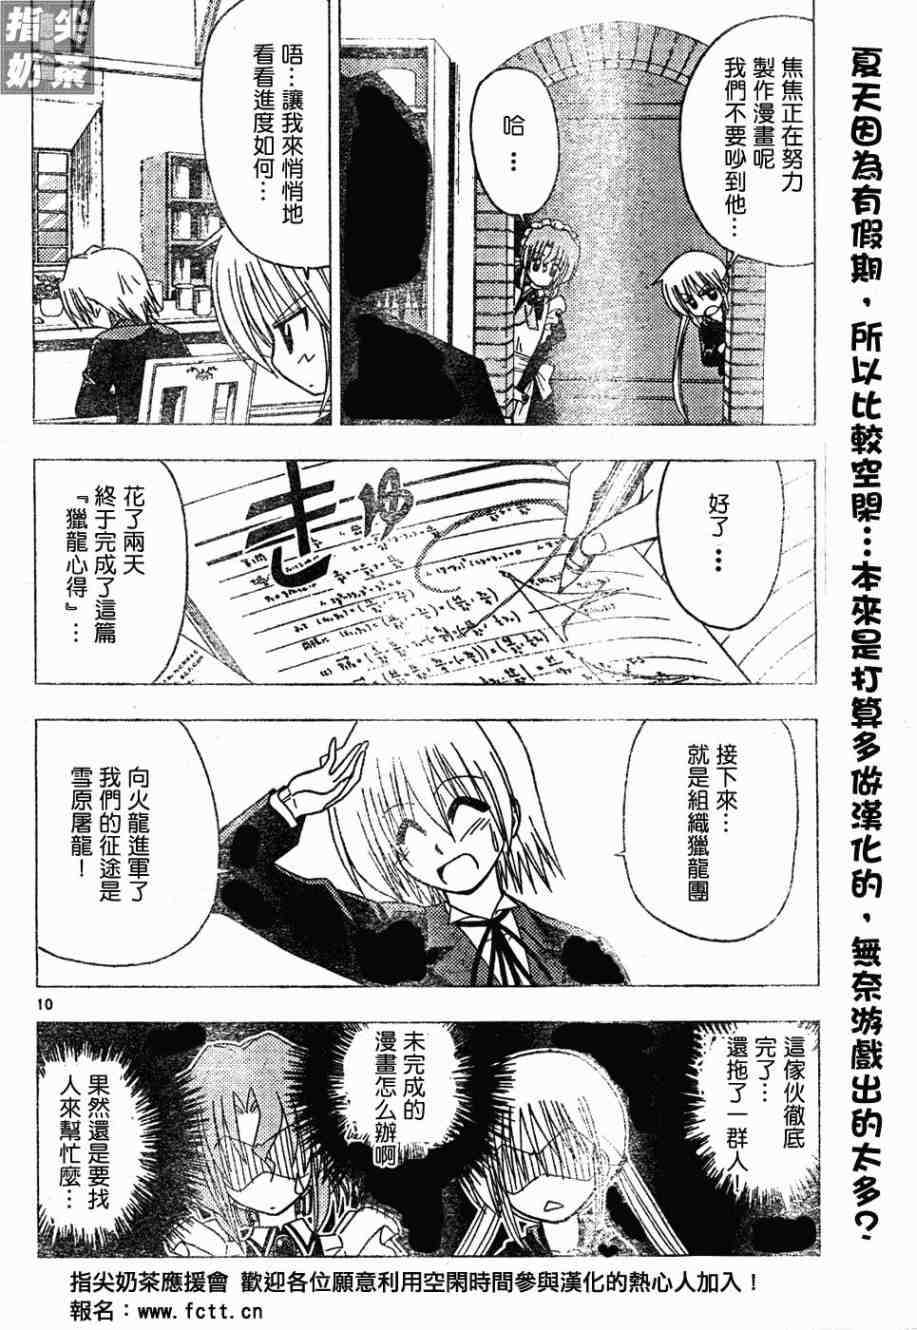 指尖
奶茶
焦焦正在努力
製作漫畫呢
我們不要吵到他…
哈…
唔…讓我來悄悄地
看看進度如何…
好了…
きゅ
花了兩天
終于完成了這篇
『獵龍心得』…
接下來…
就是組織獵龍團
向火龍進軍了
我們的征途是
雪原屠龍！
10
這傢伙徹底
完了…
還拖了一群人！
未完成的
漫畫怎么辦啊
果然還是要找
人來幫忙麼…
夏天因為有假期，所以比較空閑…本來是打算多做漢化的，無奈游戲出的太多？
指尖奶茶應援會 歡迎各位願意利用空閑時間參與漢化的熱心人加入！
報名：www.fctt.cn